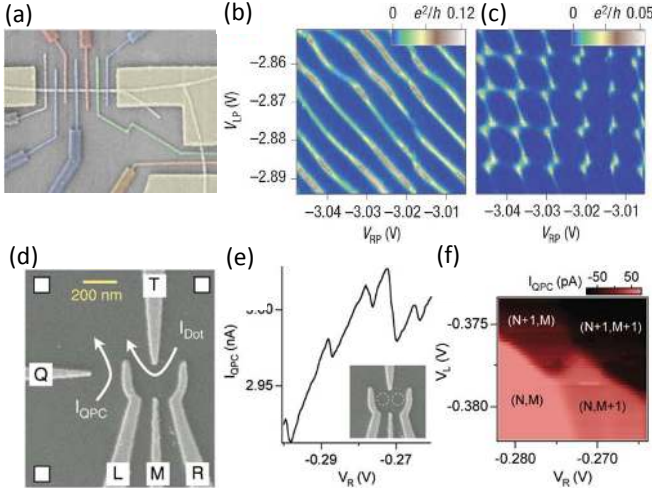 (a)
(b)
0 e²/h 0.12
−2.86
−2.87
−2.88
−2.89
V_LP (V)
−3.04 −3.02
−3.03 −3.01
V_RP (V)
(c)
0 e²/h 0.05
−3.04 −3.02
−3.03 −3.01
V_RP (V)
(d)
200 nm
T
I_Dot
Q
I_QPC
L M R
(e)
I_QPC (nA)
2.95
-0.29 -0.27
V_R (V)
(f)
I_QPC (pA)
-50 50
V_L (V)
-0.375
-0.380
(N+1,M)
(N+1,M+1)
(N,M)
(N,M+1)
-0.280 -0.270
V_R (V)